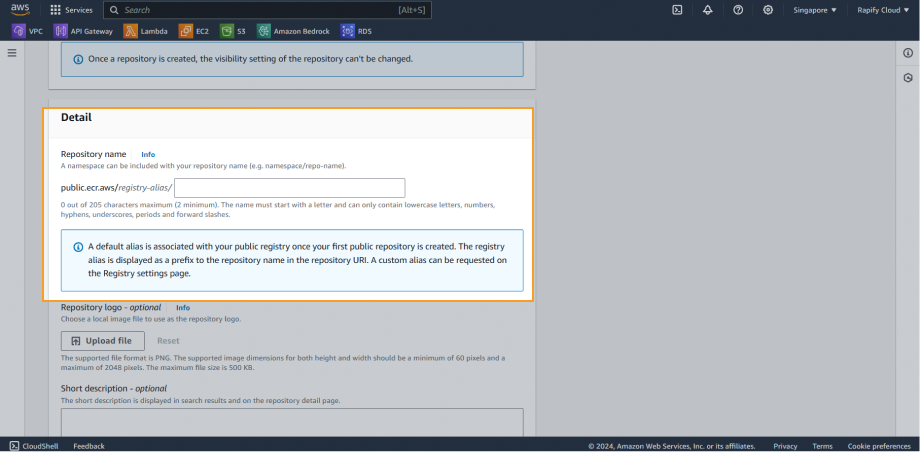 aws
Services
Search
[Alt+S]
Singapore ▼
Rapify Cloud ▼
VPC
API Gateway
Lambda
EC2
S3
Amazon Bedrock
RDS
Once a repository is created, the visibility setting of the repository can't be changed.
Detail
Repository name Info
A namespace can be included with your repository name (e.g. namespace/repo-name).
public.ecr.aws/registry-alias/
0 out of 205 characters maximum (2 minimum). The name must start with a letter and can only contain lowercase letters, numbers,
hyphens, underscores, periods and forward slashes.
A default alias is associated with your public registry once your first public repository is created. The registry
alias is displayed as a prefix to the repository name in the repository URI. A custom alias can be requested on
the Registry settings page.
Repository logo - optional Info
Choose a local image file to use as the repository logo.
Upload file
Reset
The supported file format is PNG. The supported image dimensions for both height and width should be a minimum of 60 pixels and a
maximum of 2048 pixels. The maximum file size is 500 KB.
Short description - optional
The short description is displayed in search results and on the repository detail page.
CloudShell
Feedback
© 2024, Amazon Web Services, Inc. or its affiliates.
Privacy
Terms
Cookie preferences